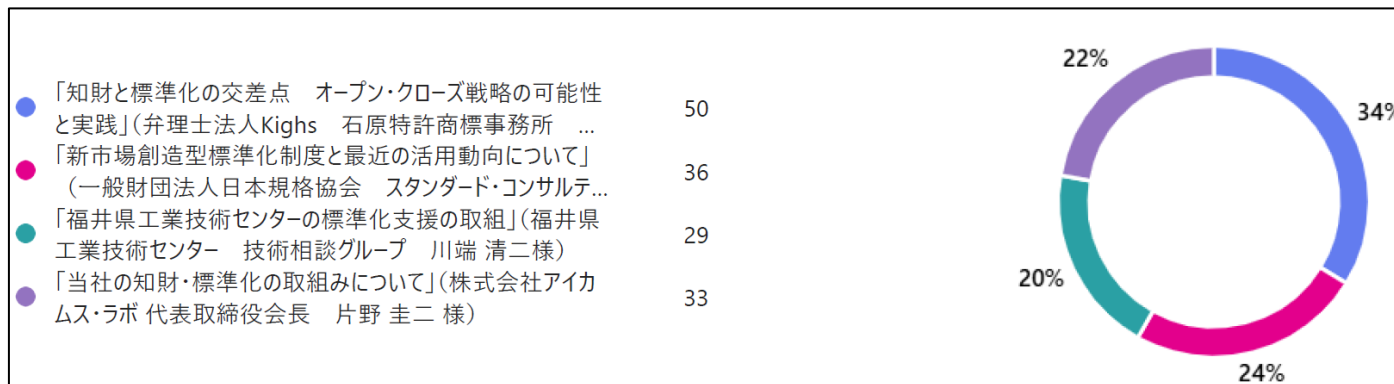 「知財と標準化の交差点　オープン・クローズ戦略の可能性
と実践」(弁理士法人Kighs　石原特許商標事務所　...
50
「新市場創造型標準化制度と最近の活用動向について」
（一般財団法人日本規格協会　スタンダード・コンサルテ...
36
「福井県工業技術センターの標準化支援の取組」(福井県
工業技術センター　技術相談グループ　川端 清二様)
29
「当社の知財・標準化の取組みについて」(株式会社アイカ
ムス・ラボ 代表取締役会長　片野 圭二 様)
33
22%
34%
20%
24%